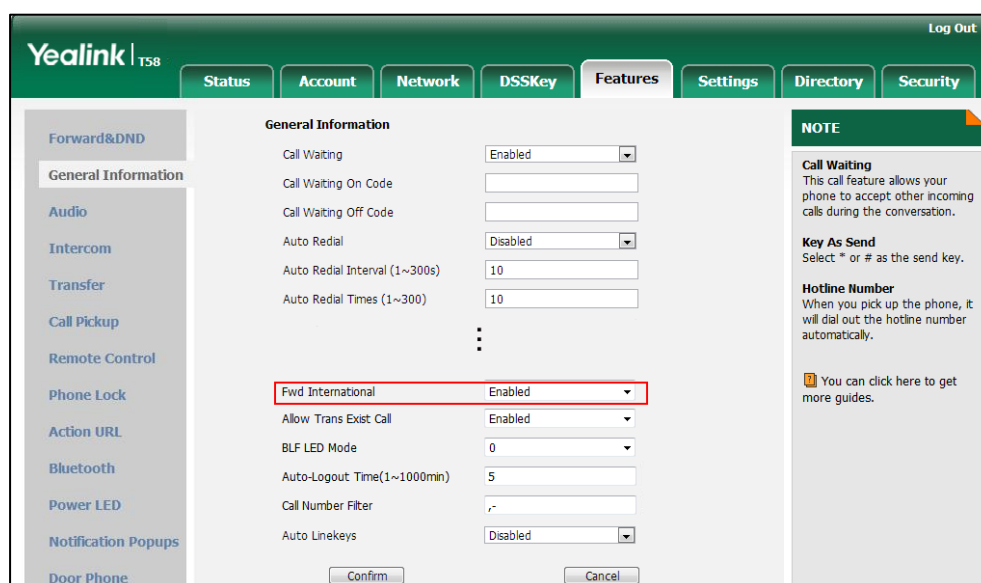 Log Out
Yealink | T58
Status Account Network DSSKey Features Settings Directory Security
Forward&DND
General Information
Audio
Intercom
Transfer
Call Pickup
Remote Control
Phone Lock
Action URL
Bluetooth
Power LED
Notification Popups
Door Phone
General Information
Call Waiting Enabled
Call Waiting On Code
Call Waiting Off Code
Auto Redial Disabled
Auto Redial Interval (1~300s) 10
Auto Redial Times (1~300) 10
⋮
Fwd International Enabled
Allow Trans Exist Call Enabled
BLF LED Mode 0
Auto-Logout Time(1~1000min) 5
Call Number Filter ,-
Auto Linekeys Disabled
Confirm Cancel
NOTE
Call Waiting
This call feature allows your
phone to accept other incoming
calls during the conversation.
Key As Send
Select * or # as the send key.
Hotline Number
When you pick up the phone, it
will dial out the hotline number
automatically.
You can click here to get
more guides.